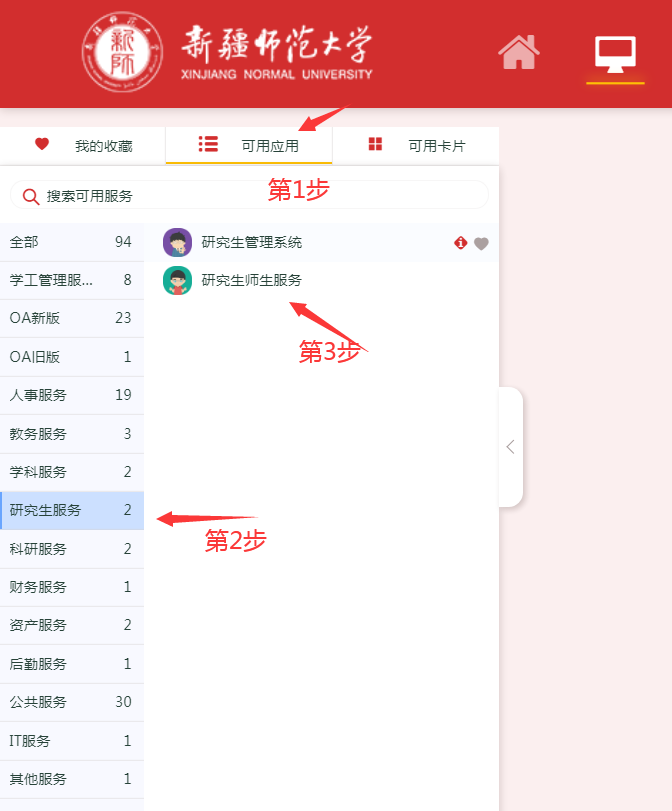 新师
新疆师范大学
XINJIANG NORMAL UNIVERSITY
我的收藏
可用应用
可用卡片
搜索可用服务
第1步
全部 94
学工管理服... 8
OA新版 23
OA旧版 1
人事服务 19
教务服务 3
学科服务 2
研究生服务 2
科研服务 2
财务服务 1
资产服务 2
后勤服务 1
公共服务 30
IT服务 1
其他服务 1
研究生管理系统
研究生师生服务
第3步
第2步